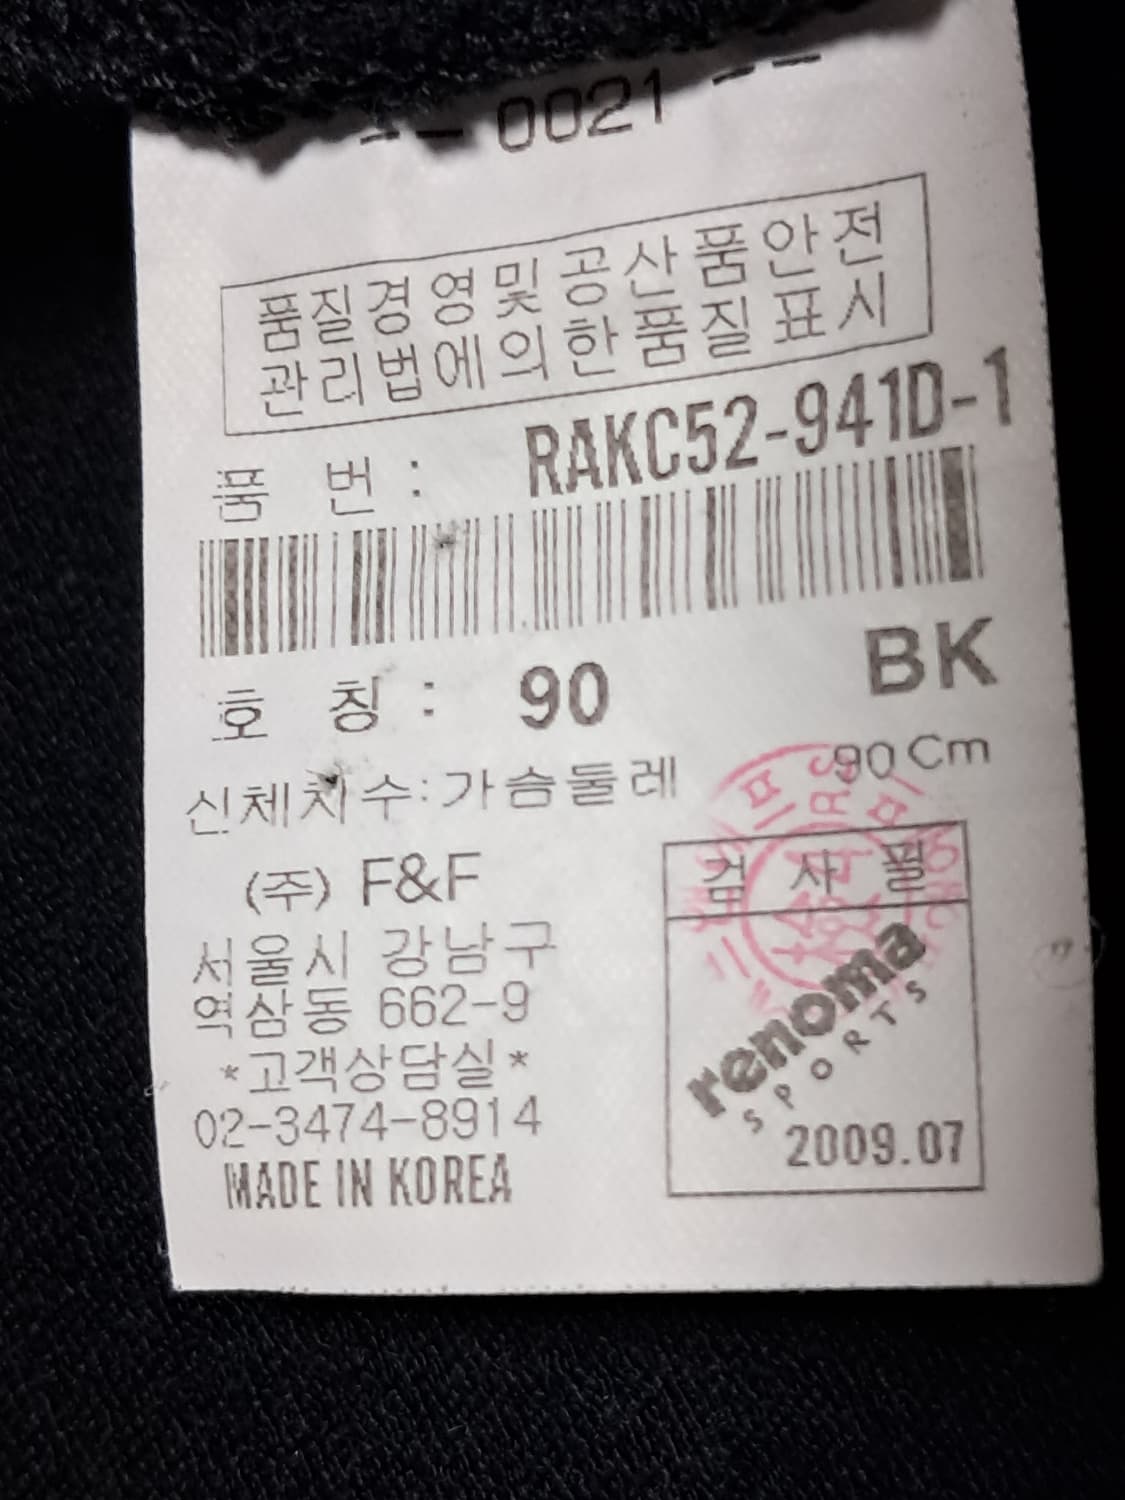 -- 0021 --
품질경영및공산품안전
관리법에의한품질표시
품 번 : RAKC52-941D-1
호 칭 : 90 BK
신체치수:가슴둘레 90 Cm
(주) F&F
서울시 강남구
역삼동 662-9
*고객상담실*
02-3474-8914
MADE IN KOREA
검 사 필
renoma
SPORTS
2009.07